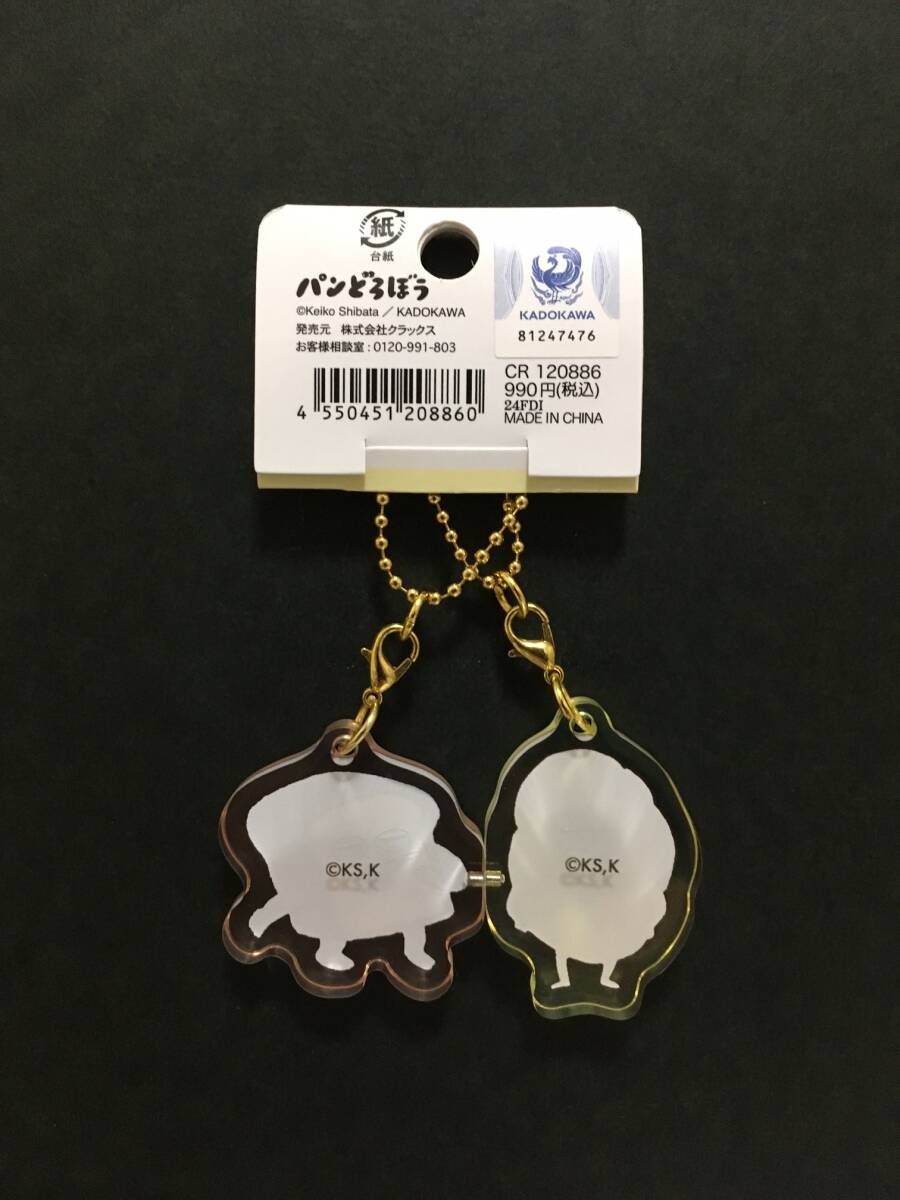 紙
台紙
パンどろぼう
©Keiko Shibata／KADOKAWA
発売元　株式会社クラックス
お客様相談室：0120-991-803
4 550451 208860
KADOKAWA
81247476
CR 120886
990円(税込)
24FDI
MADE IN CHINA
©KS,K
©KS,K